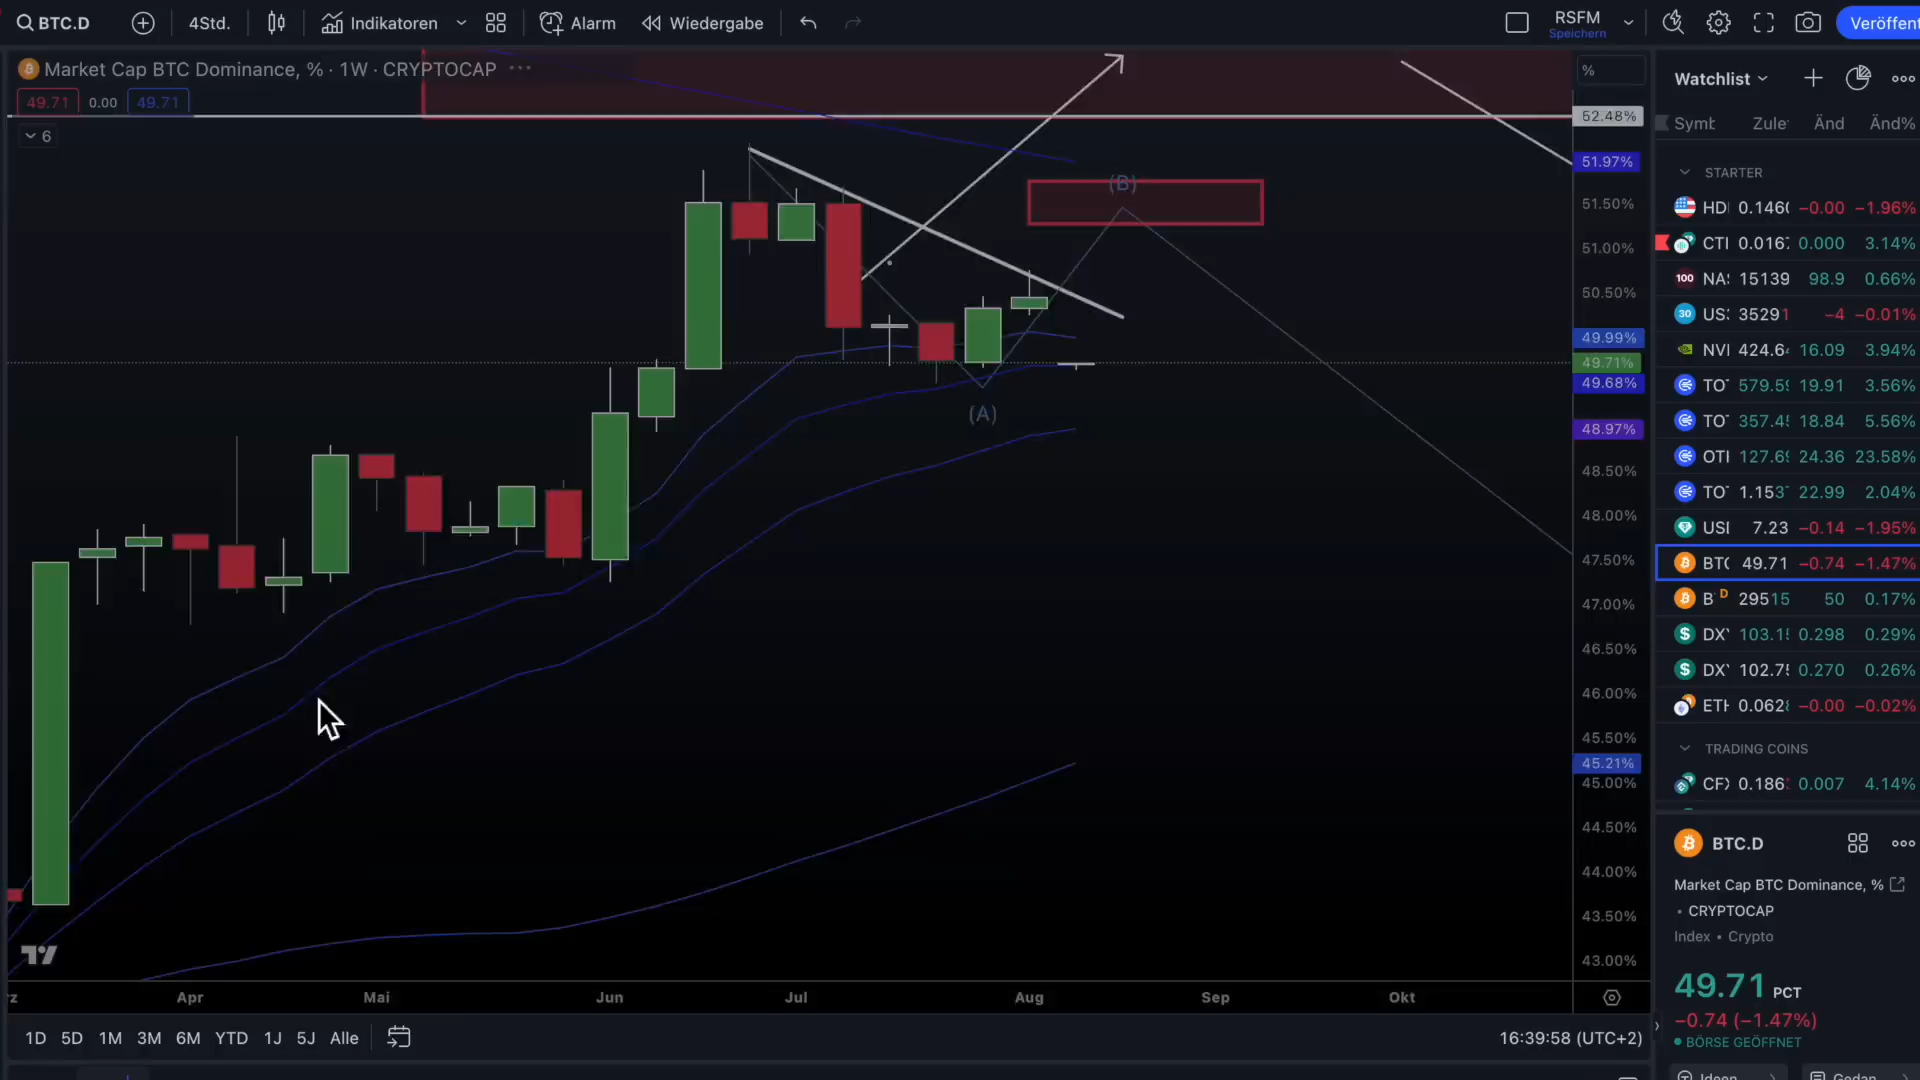 BTC.D
4Std.
Indikatoren
Alarm
Wiedergabe
RSFM
Speichern
Market Cap BTC Dominance, % · 1W · CRYPTOCAP
49.71 0.00 49.71
6
%
52.48%
51.97%
51.50%
51.00%
50.50%
49.99%
49.71%
49.68%
48.97%
48.50%
48.00%
47.50%
47.00%
46.50%
46.00%
45.50%
45.21%
45.00%
44.50%
44.00%
43.50%
43.00%
(B)
(A)
Apr Mai Jun Jul Aug Sep Okt
1D 5D 1M 3M 6M YTD 1J 5J Alle
16:39:58 (UTC+2)
Watchlist
Zule Änd Änd%
STARTER
HD 0.146 −0.00 −1.96%
CTI 0.016 0.000 3.14%
100 NA 15139 98.9 0.66%
30 US 35291 −4 −0.01%
NVI 424.6 16.09 3.94%
TO 579.5 19.91 3.56%
TO 357.4 18.84 5.56%
OTI 127.6 24.36 23.58%
TO 1.15 22.99 2.04%
USI 7.23 −0.14 −1.95%
BTC 49.71 −0.74 −1.47%
B D 29515 50 0.17%
DX 103.1 0.298 0.29%
DX 102.7 0.270 0.26%
ETH 0.062 −0.00 −0.02%
TRADING COINS
CFX 0.186 0.007 4.14%
BTC.D
Market Cap BTC Dominance, %
• CRYPTOCAP
Index • Crypto
49.71 PCT
−0.74 (−1.47%)
BÖRSE GEÖFFNET